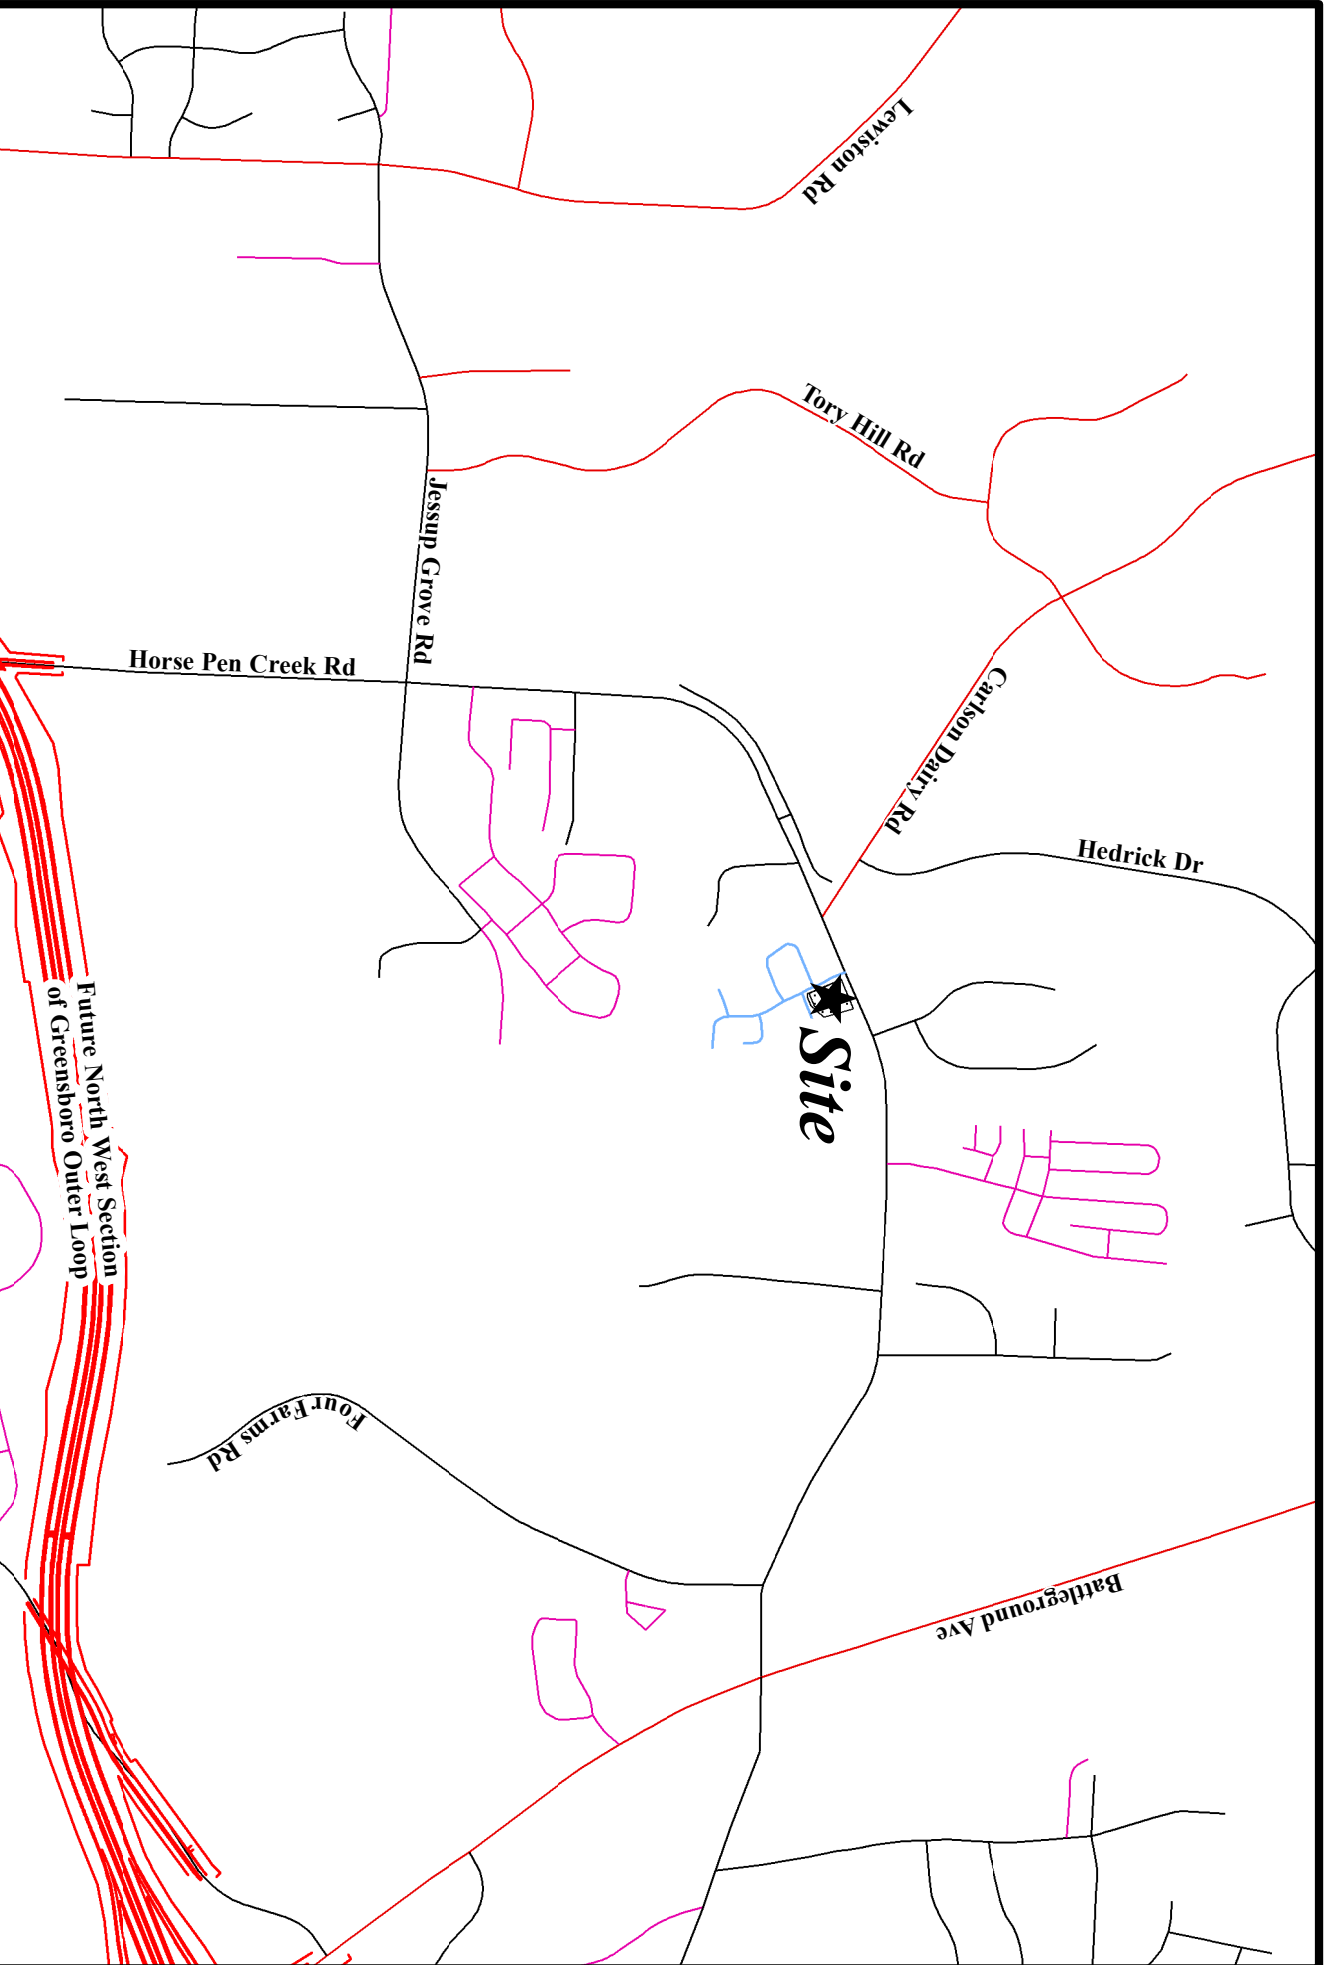 Lewiston Rd
Tory Hill Rd
Jessup Grove Rd
Horse Pen Creek Rd
Carlson Dairy Rd
Hedrick Dr
Site
Future North West Section
of Greensboro Outer Loop
Four Farms Rd
Battleground Ave